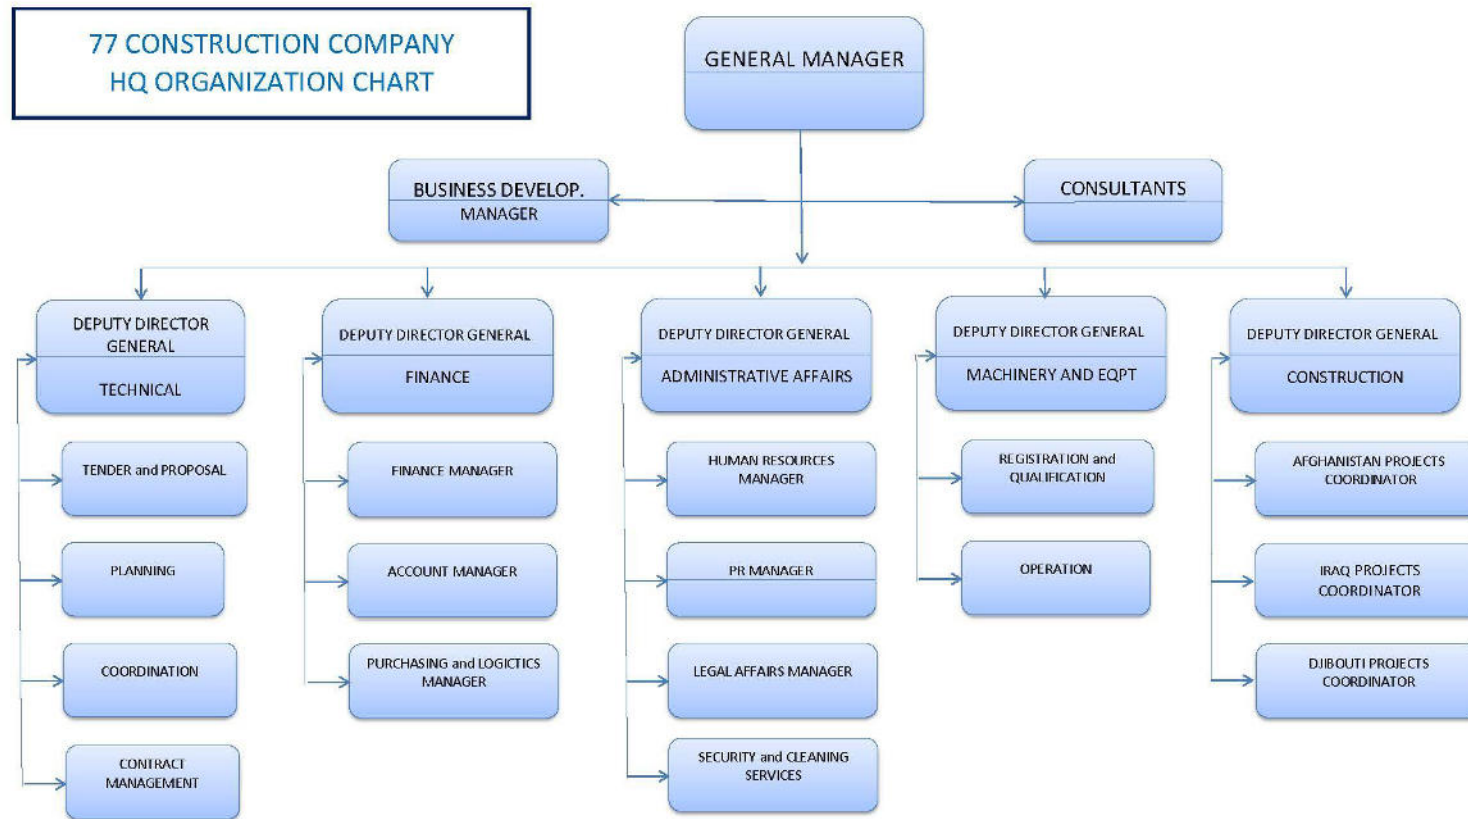 77 CONSTRUCTION COMPANY
HQ ORGANIZATION CHART
GENERAL MANAGER
BUSINESS DEVELOP.
MANAGER
CONSULTANTS
DEPUTY DIRECTOR
GENERAL
TECHNICAL
TENDER and PROPOSAL
PLANNING
COORDINATION
CONTRACT
MANAGEMENT
DEPUTY DIRECTOR GENERAL
FINANCE
FINANCE MANAGER
ACCOUNT MANAGER
PURCHASING and LOGICTICS
MANAGER
DEPUTY DIRECTOR GENERAL
ADMINISTRATIVE AFFAIRS
HUMAN RESOURCES
MANAGER
PR MANAGER
LEGAL AFFAIRS MANAGER
SECURITY and CLEANING
SERVICES
DEPUTY DIRECTOR GENERAL
MACHINERY AND EQPT
REGISTRATION and
QUALIFICATION
OPERATION
DEPUTY DIRECTOR GENERAL
CONSTRUCTION
AFGHANISTAN PROJECTS
COORDINATOR
IRAQ PROJECTS
COORDINATOR
DJIBOUTI PROJECTS
COORDINATOR